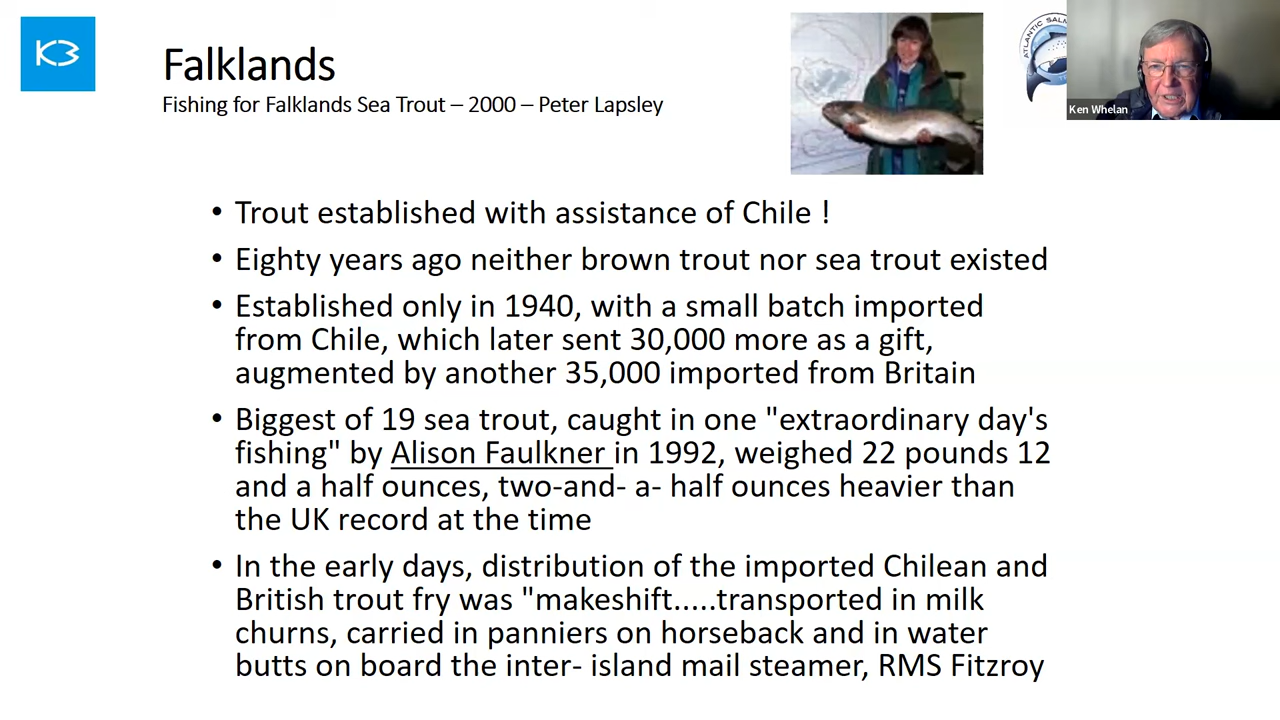 K3
Falklands
Fishing for Falklands Sea Trout – 2000 – Peter Lapsley
ATLANTIC SALM
Ken Whelan
• Trout established with assistance of Chile !
• Eighty years ago neither brown trout nor sea trout existed
• Established only in 1940, with a small batch imported
from Chile, which later sent 30,000 more as a gift,
augmented by another 35,000 imported from Britain
• Biggest of 19 sea trout, caught in one "extraordinary day's
fishing" by Alison Faulkner in 1992, weighed 22 pounds 12
and a half ounces, two-and- a- half ounces heavier than
the UK record at the time
• In the early days, distribution of the imported Chilean and
British trout fry was "makeshift.....transported in milk
churns, carried in panniers on horseback and in water
butts on board the inter- island mail steamer, RMS Fitzroy